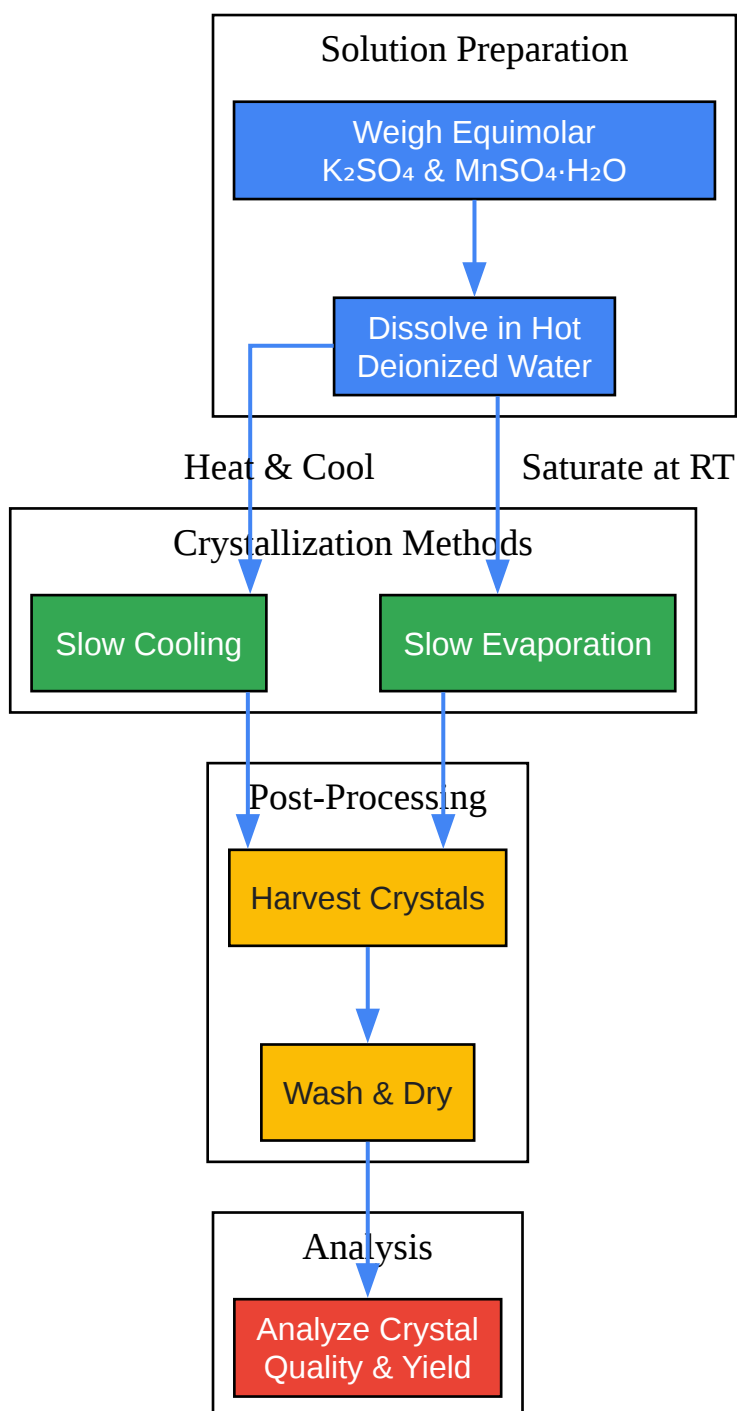 Solution Preparation
Weigh Equimolar
K₂SO₄ & MnSO₄·H₂O
Dissolve in Hot
Deionized Water
Heat & Cool
Saturate at RT
Crystallization Methods
Slow Cooling
Slow Evaporation
Post-Processing
Harvest Crystals
Wash & Dry
Analysis
Analyze Crystal
Quality & Yield